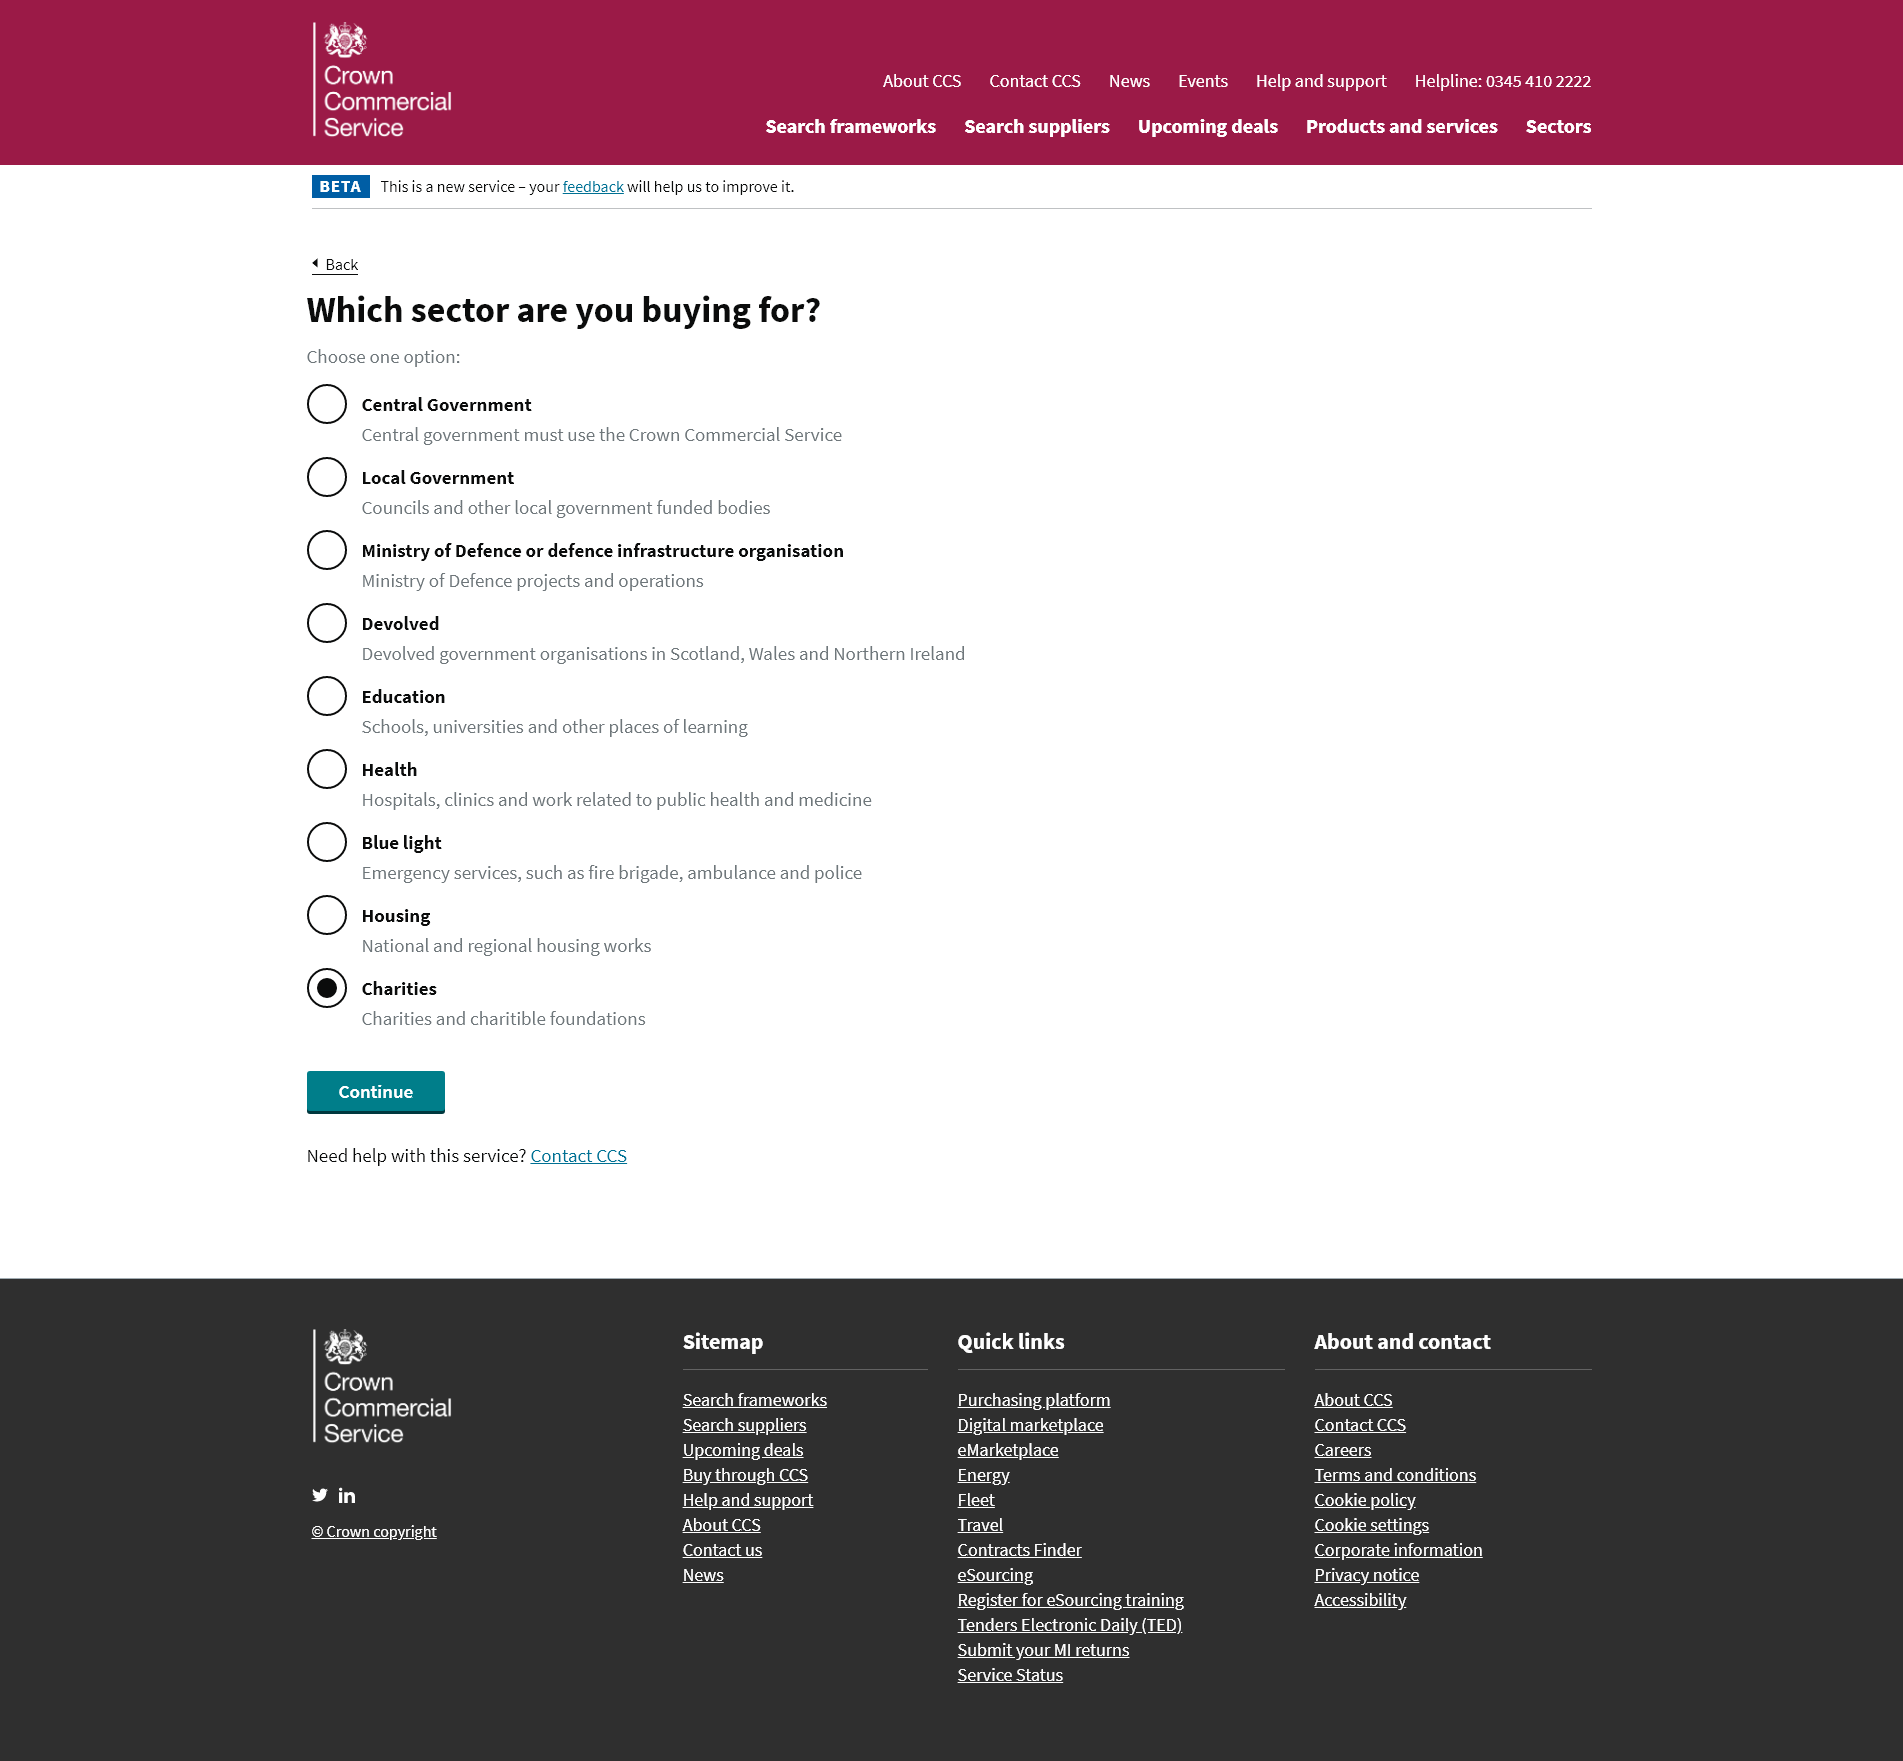 Crown
Commercial
Service
About CCS Contact CCS News Events Help and support Helpline: 0345 410 2222
Search frameworks Search suppliers Upcoming deals Products and services Sectors
BETA This is a new service – your feedback will help us to improve it.
Back
Which sector are you buying for?
Choose one option:
Central Government
Central government must use the Crown Commercial Service
Local Government
Councils and other local government funded bodies
Ministry of Defence or defence infrastructure organisation
Ministry of Defence projects and operations
Devolved
Devolved government organisations in Scotland, Wales and Northern Ireland
Education
Schools, universities and other places of learning
Health
Hospitals, clinics and work related to public health and medicine
Blue light
Emergency services, such as fire brigade, ambulance and police
Housing
National and regional housing works
Charities
Charities and charitible foundations
Continue
Need help with this service? Contact CCS
Crown
Commercial
Service
© Crown copyright
Sitemap
Search frameworks
Search suppliers
Upcoming deals
Buy through CCS
Help and support
About CCS
Contact us
News
Quick links
Purchasing platform
Digital marketplace
eMarketplace
Energy
Fleet
Travel
Contracts Finder
eSourcing
Register for eSourcing training
Tenders Electronic Daily (TED)
Submit your MI returns
Service Status
About and contact
About CCS
Contact CCS
Careers
Terms and conditions
Cookie policy
Cookie settings
Corporate information
Privacy notice
Accessibility